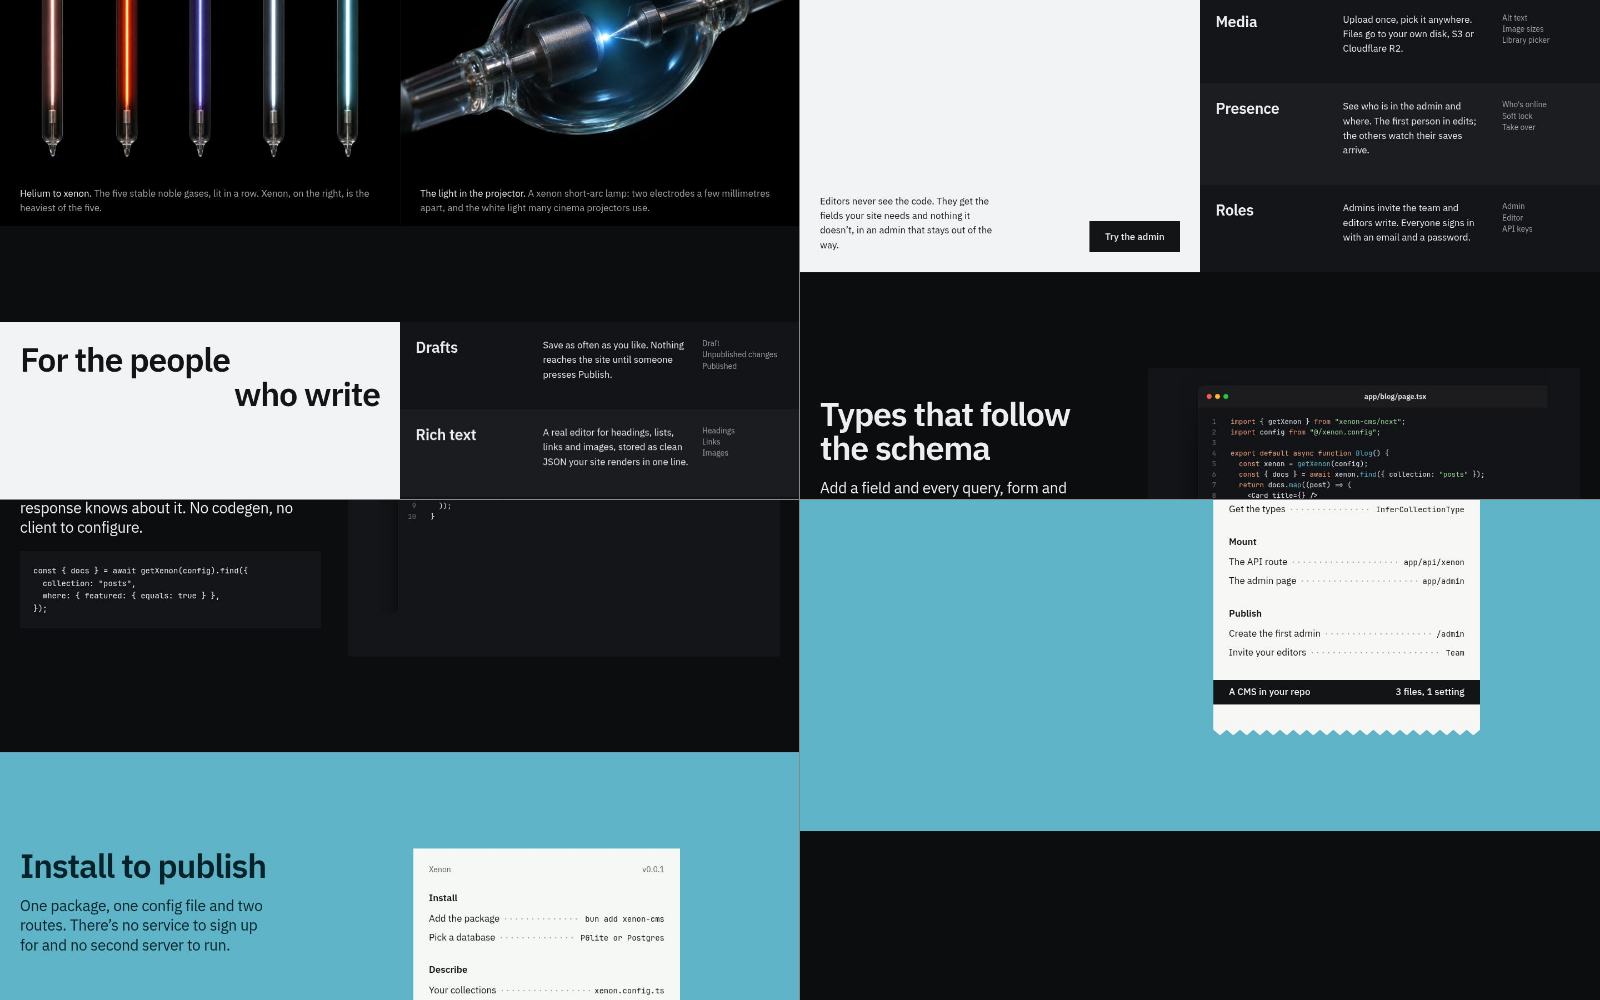 Helium to xenon. The five stable noble gases, lit in a row. Xenon, on the right, is the
heaviest of the five.
The light in the projector. A xenon short-arc lamp: two electrodes a few millimetres
apart, and the white light many cinema projectors use.
For the people
who write
Drafts
Save as often as you like. Nothing
reaches the site until someone
presses Publish.
Draft
Unpublished changes
Published
Rich text
A real editor for headings, lists,
links and images, stored as clean
JSON your site renders in one line.
Headings
Links
Images
Editors never see the code. They get the
fields your site needs and nothing it
doesn’t, in an admin that stays out of the
way.
Try the admin
Media
Upload once, pick it anywhere.
Files go to your own disk, S3 or
Cloudflare R2.
Alt text
Image sizes
Library picker
Presence
See who is in the admin and
where. The first person in edits;
the others watch their saves
arrive.
Who's online
Soft lock
Take over
Roles
Admins invite the team and
editors write. Everyone signs in
with an email and a password.
Admin
Editor
API keys
Types that follow
the schema
Add a field and every query, form and
app/blog/page.tsx
1 import { getXenon } from "xenon-cms/next";
2 import config from "@/xenon.config";
3
4 export default async function Blog() {
5 const xenon = getXenon(config);
6 const { docs } = await xenon.find({ collection: "posts" });
7 return docs.map((post) => (
8 <Card title={} />
response knows about it. No codegen, no
client to configure.
const { docs } = await getXenon(config).find({
collection: "posts",
where: { featured: { equals: true } },
});
9 ));
10 }
Install to publish
One package, one config file and two
routes. There’s no service to sign up
for and no second server to run.
Xenon v0.0.1
Install
Add the package bun add xenon-cms
Pick a database PGlite or Postgres
Describe
Your collections xenon.config.ts
Get the types InferCollectionType
Mount
The API route app/api/xenon
The admin page app/admin
Publish
Create the first admin /admin
Invite your editors Team
A CMS in your repo 3 files, 1 setting